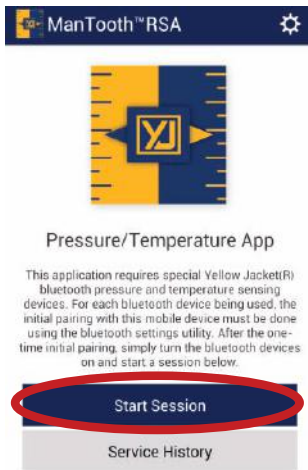 ManTooth™RSA
YJ
Pressure/Temperature App
This application requires special Yellow Jacket(R)
bluetooth pressure and temperature sensing
devices. For each bluetooth device being used, the
initial pairing with this mobile device must be done
using the bluetooth settings utility. After the one-
time initial pairing, simply turn the bluetooth devices
on and start a session below.
Start Session
Service History